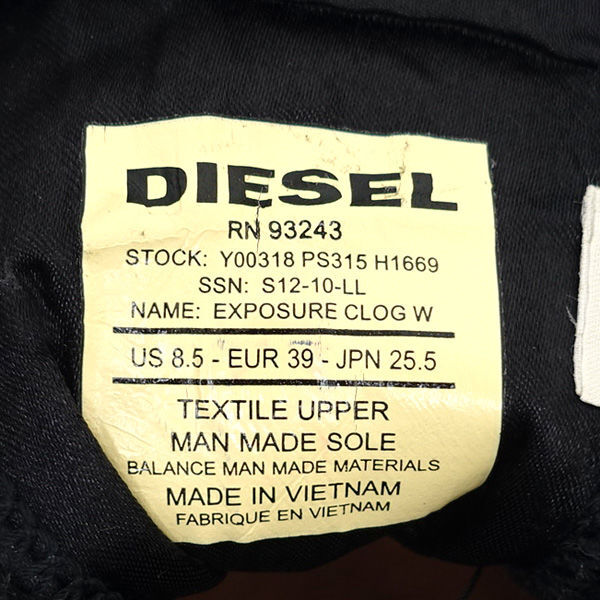 DIESEL
RN 93243
STOCK: Y00318 PS315 H1669
SSN: S12-10-LL
NAME: EXPOSURE CLOG W
US 8.5 - EUR 39 - JPN 25.5
TEXTILE UPPER
MAN MADE SOLE
BALANCE MAN MADE MATERIALS
MADE IN VIETNAM
FABRIQUE EN VIETNAM